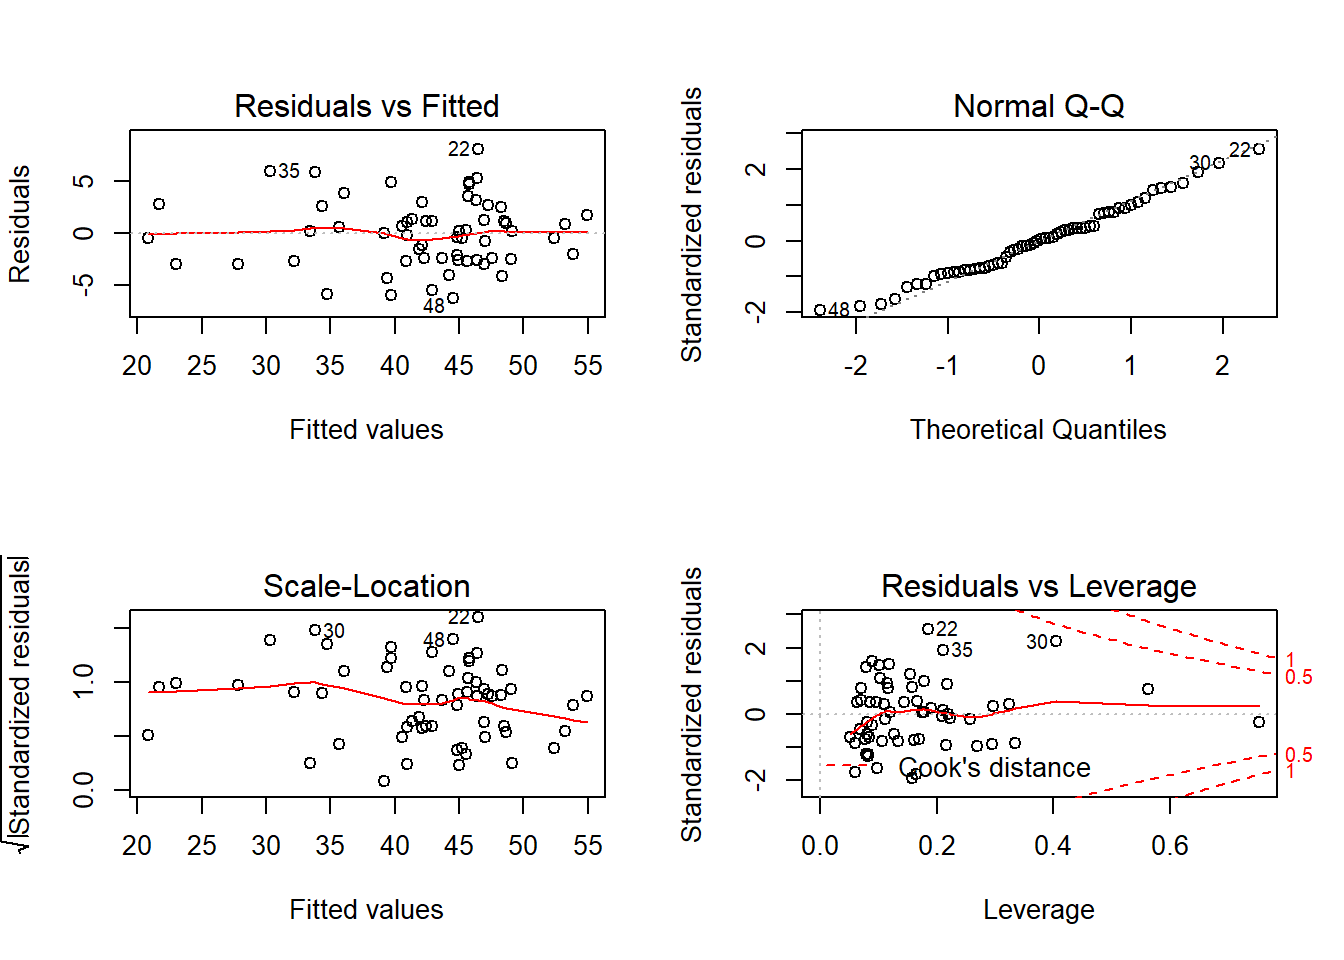 Residuals vs Fitted
Residuals
5
0
-5
22
35
48
20 25 30 35 40 45 50 55
Fitted values
Normal Q-Q
Standardized residuals
2
0
-2
30 22
48
-2 -1 0 1 2
Theoretical Quantiles
Scale-Location
√|Standardized residuals|
1.0
0.0
22
30
48
20 25 30 35 40 45 50 55
Fitted values
Residuals vs Leverage
Standardized residuals
2
0
-2
22
30
35
1
0.5
0.5
1
Cook's distance
0.0 0.2 0.4 0.6
Leverage